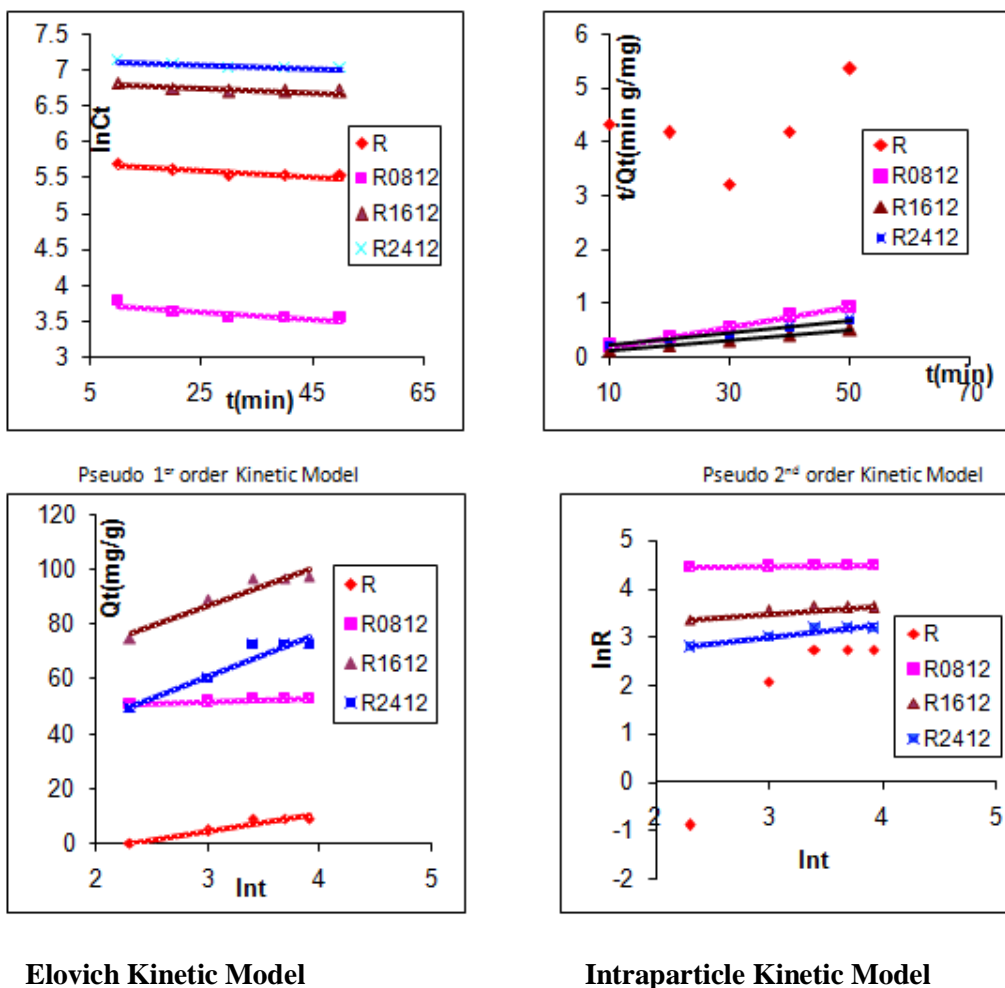 7.5
7
6.5
6
5.5
5
4.5
4
3.5
3
lnCt
5
25
45
65
t(min)
R
R0812
R1612
R2412
6
5
4
3
2
1
0
t/Qt(min g/mg)
10
30
50
70
t(min)
R
R0812
R1612
R2412
Pseudo 1st order Kinetic Model
Pseudo 2nd order Kinetic Model
120
100
80
60
40
20
0
Qt(mg/g)
2
3
4
5
lnt
R
R0812
R1612
R2412
5
4
3
2
1
0
-1
-2
lnR
2
3
4
5
lnt
R
R0812
R1612
R2412
Elovich Kinetic Model
Intraparticle Kinetic Model